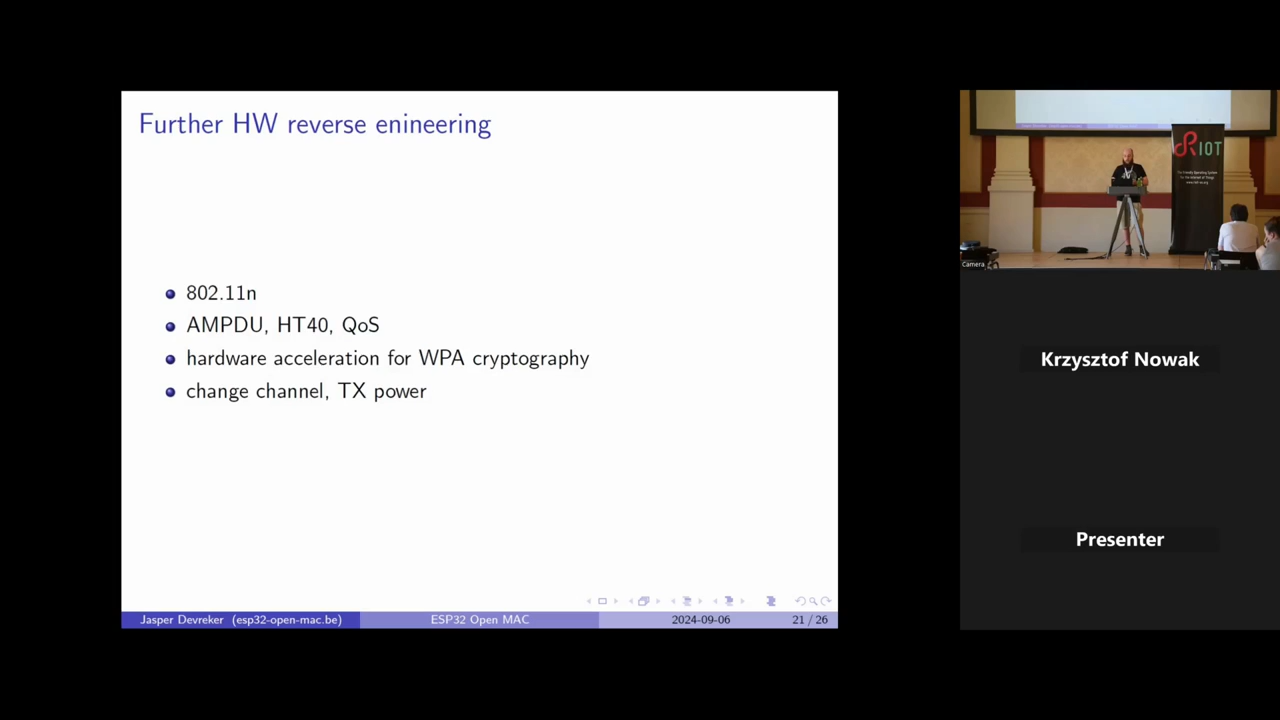 Further HW reverse enineering
802.11n
AMPDU, HT40, QoS
hardware acceleration for WPA cryptography
change channel, TX power
Jasper Devreker (esp32-open-mac.be) ESP32 Open MAC 2024-09-06 21 / 26
RIOT
Camera
Krzysztof Nowak
Presenter